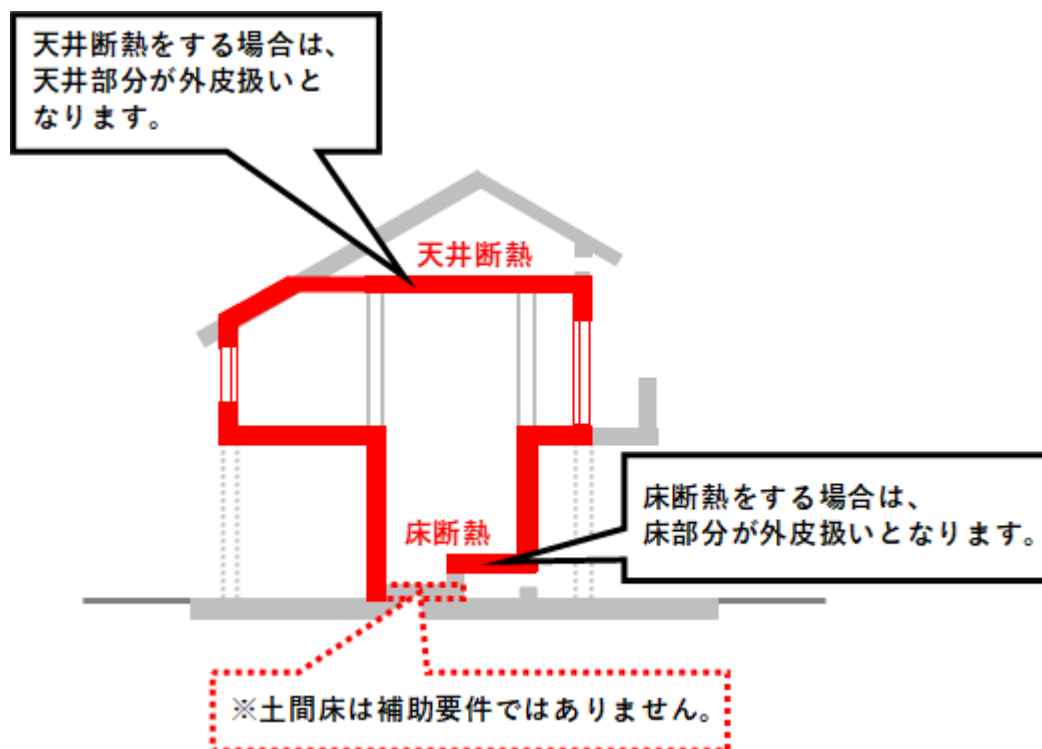 天井断熱をする場合は、
天井部分が外皮扱いと
なります。
天井断熱
床断熱をする場合は、
床部分が外皮扱いとなります。
床断熱
※土間床は補助要件ではありません。